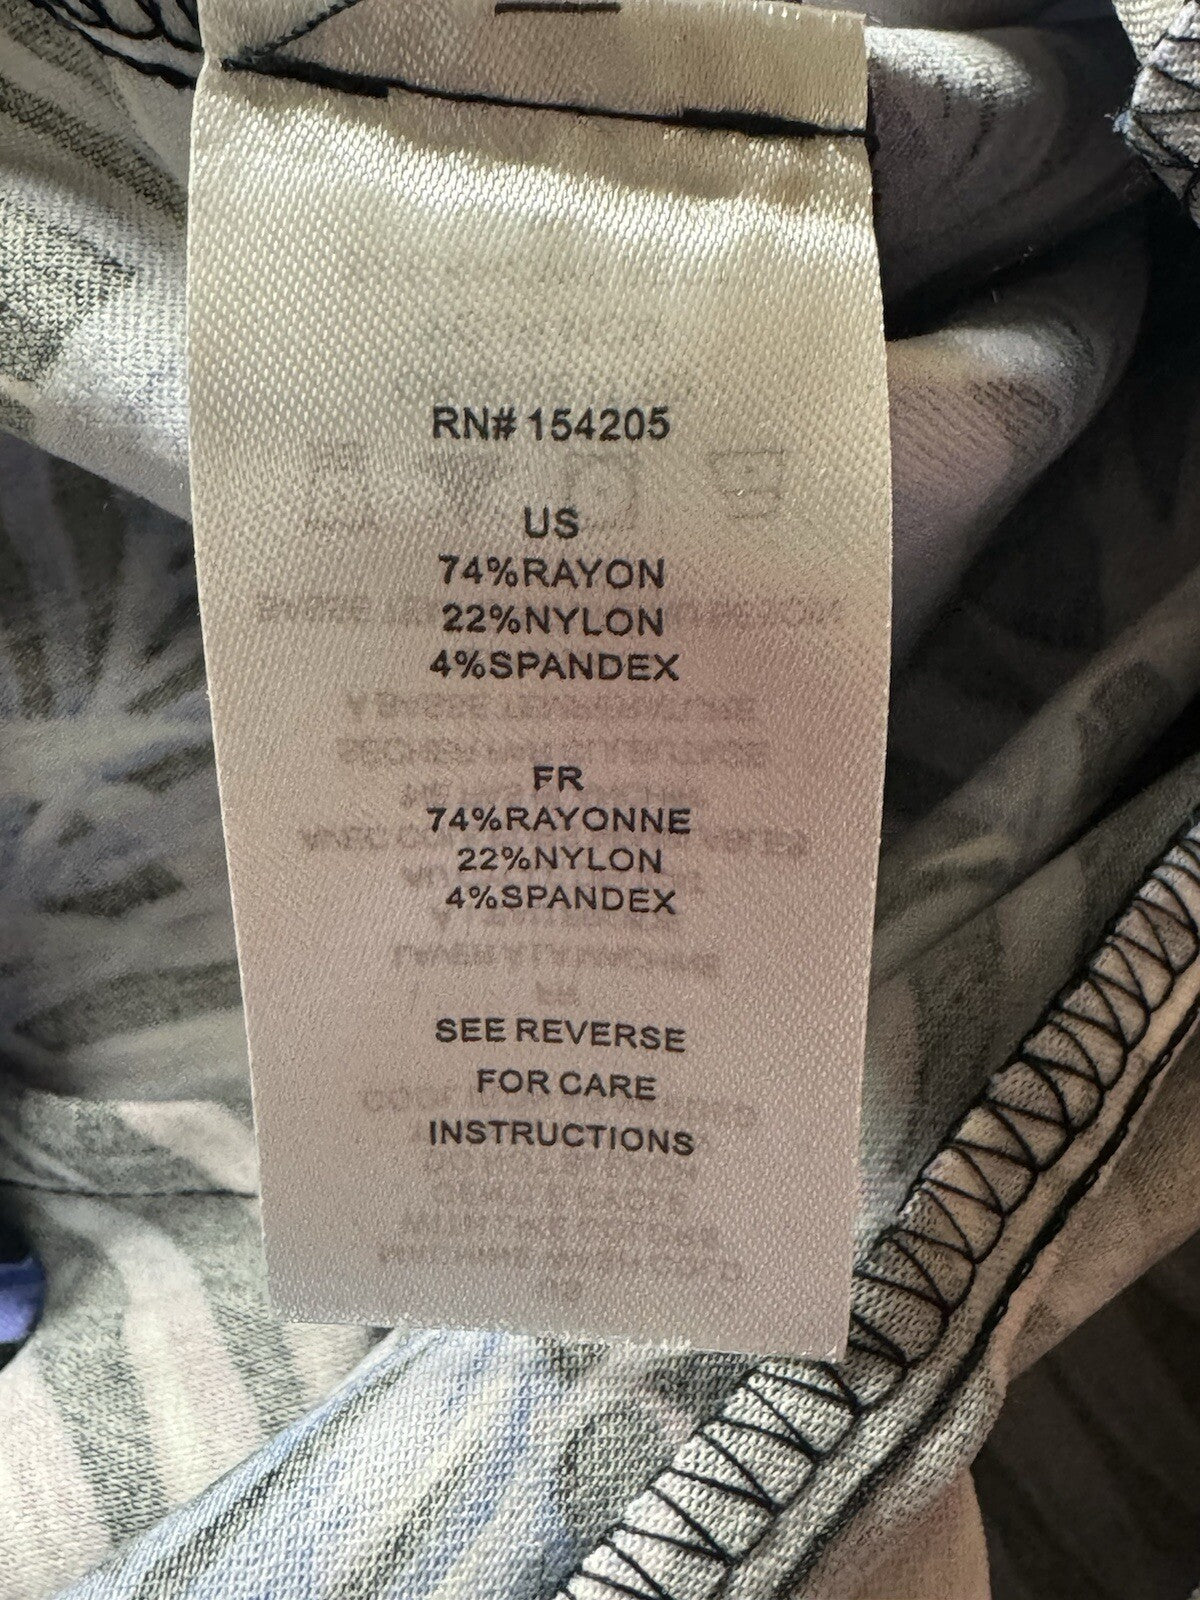 RN# 154205
US
74%RAYON
22%NYLON
4%SPANDEX
FR
74%RAYONNE
22%NYLON
4%SPANDEX
SEE REVERSE
FOR CARE
INSTRUCTIONS